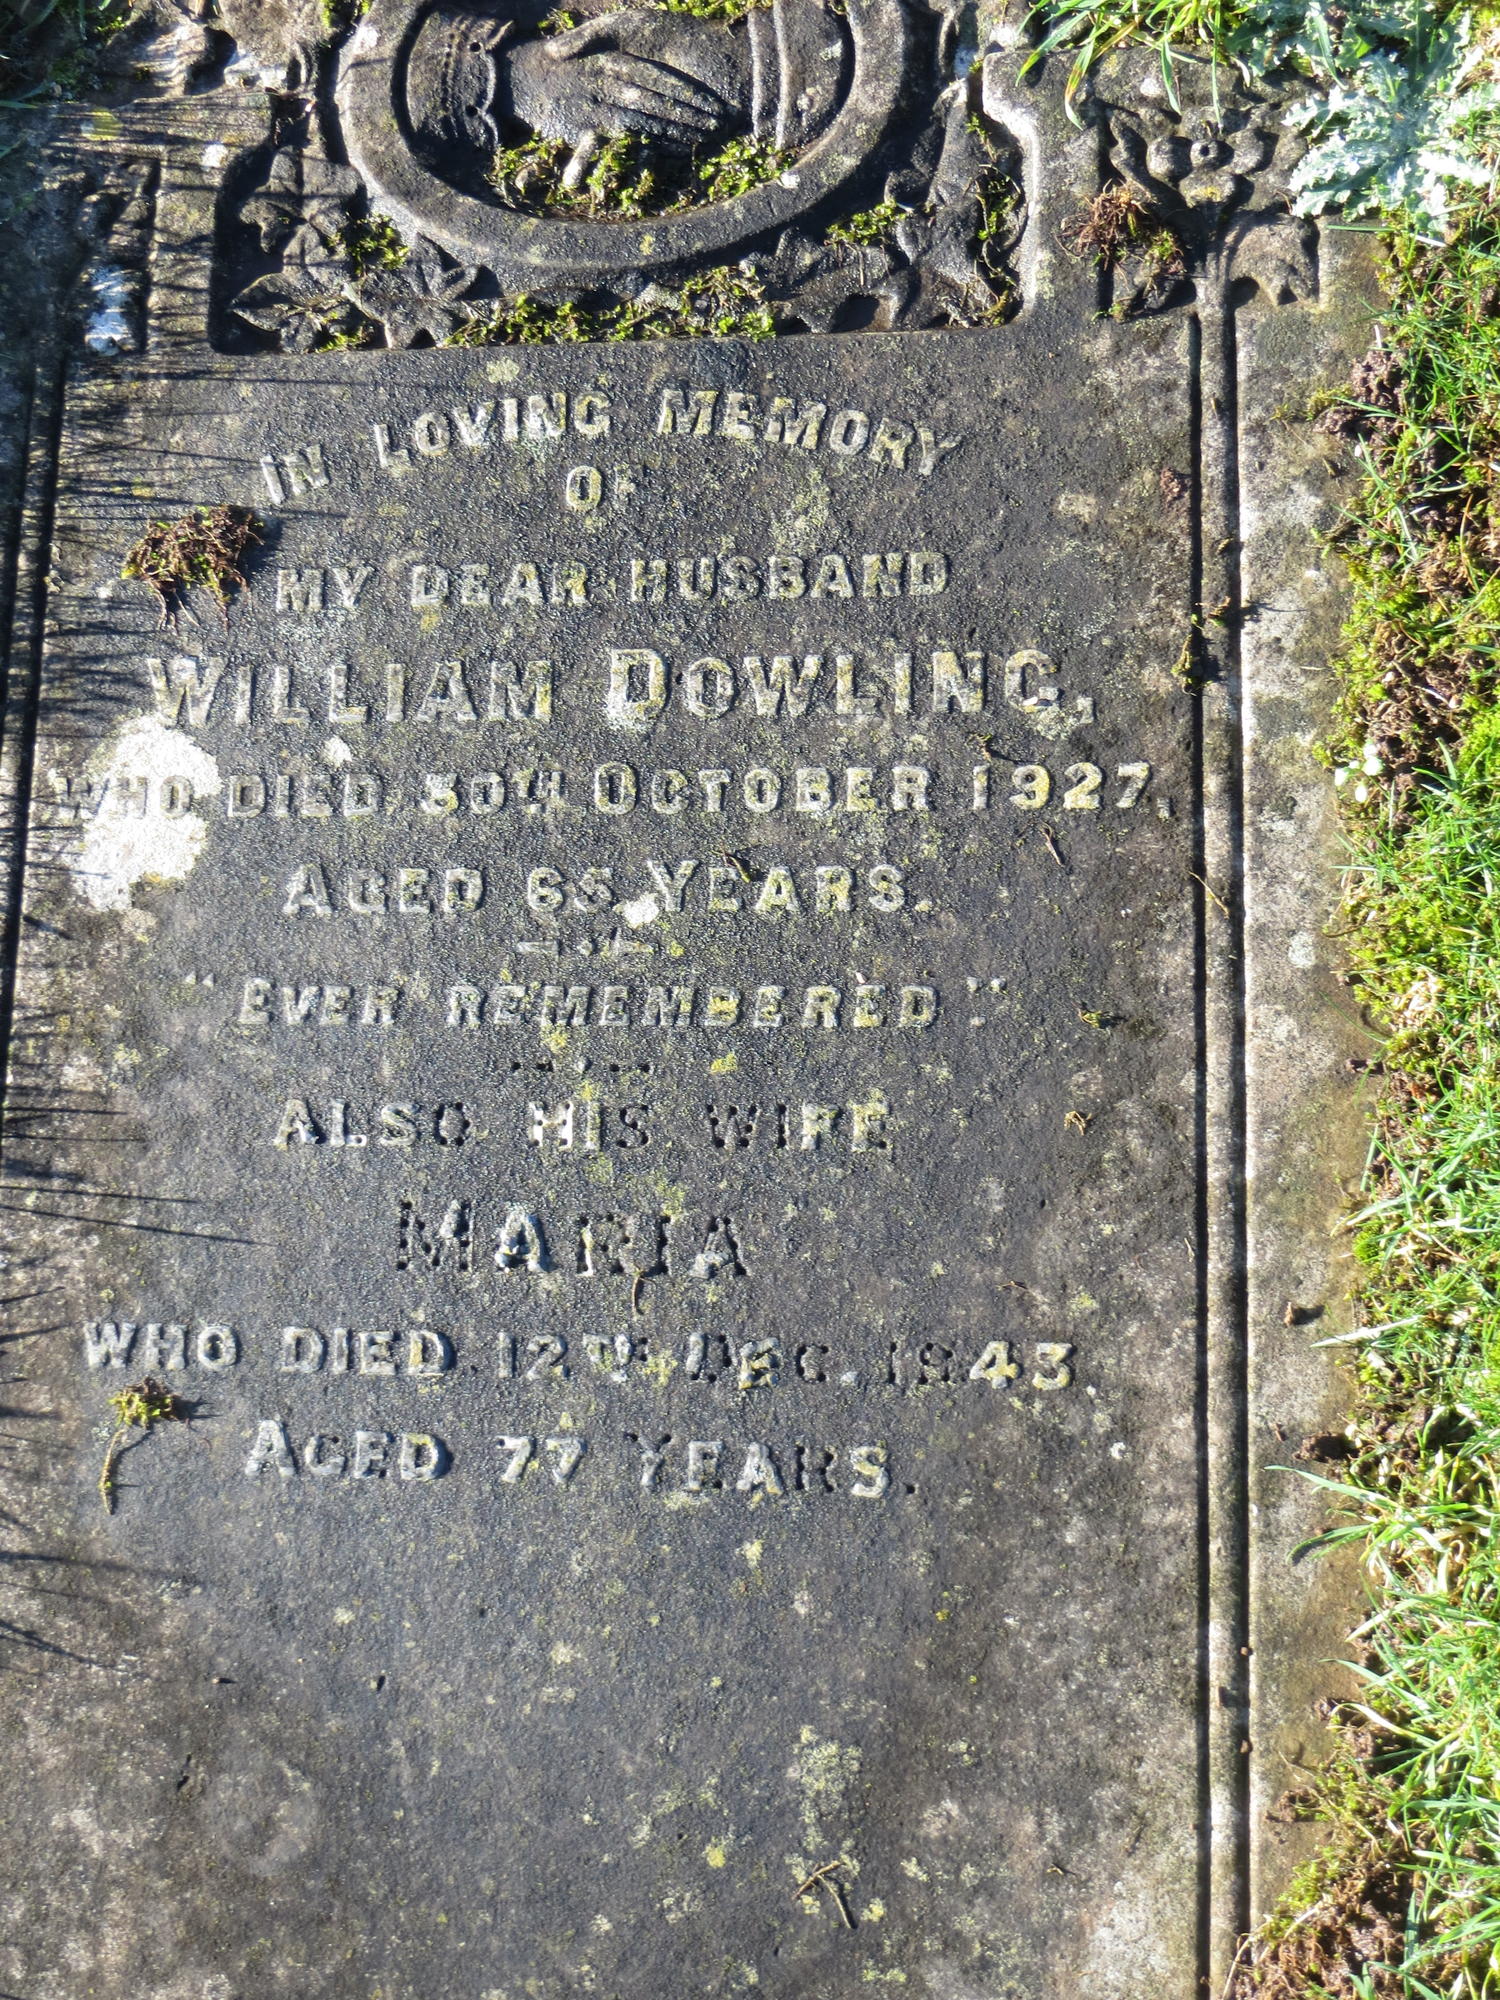 IN LOVING MEMORY
OF
MY DEAR HUSBAND
WILLIAM DOWLING,
WHO DIED 30TH OCTOBER 1927,
AGED 65 YEARS.
"EVER REMEMBERED"
ALSO HIS WIFE
MARIA
WHO DIED 12TH DEC. 1943
AGED 77 YEARS.